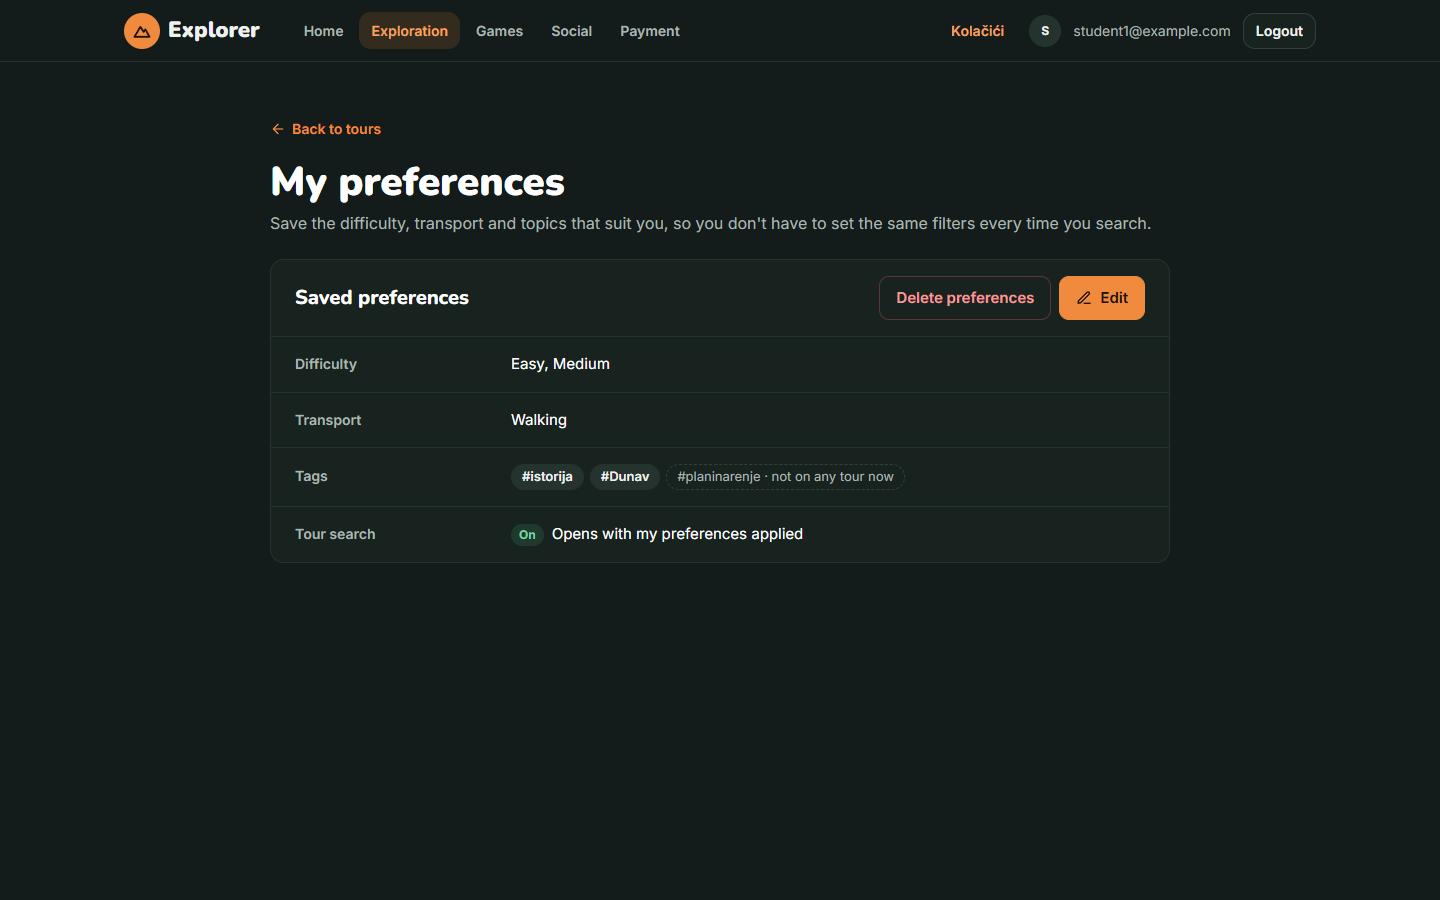 Explorer
Home Exploration Games Social Payment Kolačići S student1@example.com Logout
Back to tours
My preferences
Save the difficulty, transport and topics that suit you, so you don't have to set the same filters every time you search.
Saved preferences Delete preferences Edit
Difficulty Easy, Medium
Transport Walking
Tags #istorija #Dunav #planinarenje · not on any tour now
Tour search On Opens with my preferences applied